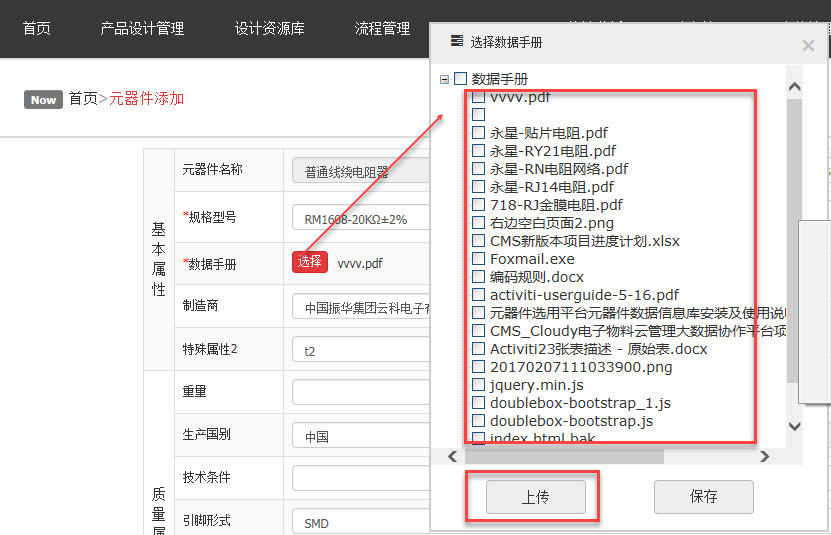 首页 产品设计管理 设计资源库 流程管理
选择数据手册
Now 首页>元器件添加
数据手册
vvvv.pdf
永星-贴片电阻.pdf
永星-RY21电阻.pdf
永星-RN电阻网络.pdf
永星-RJ14电阻.pdf
718-RJ金膜电阻.pdf
右边空白页面2.png
CMS新版本项目进度计划.xlsx
Foxmail.exe
编码规则.docx
activiti-userguide-5-16.pdf
元器件选用平台元器件数据信息库安装及使用说
CMS_Cloudy电子物料云管理大数据协作平台项
Activiti23张表描述 - 原始表.docx
20170207111033900.png
jquery.min.js
doublebox-bootstrap_1.js
doublebox-bootstrap.js
index.html.bak
上传 保存
基本属性
元器件名称 普通线绕电阻器
*规格型号 RM1608-20KΩ±2%
*数据手册 选择 vvvv.pdf
制造商 中国振华集团云科电子有
特殊属性2 t2
质量属
重量
生产国别 中国
技术条件
引脚形式 SMD